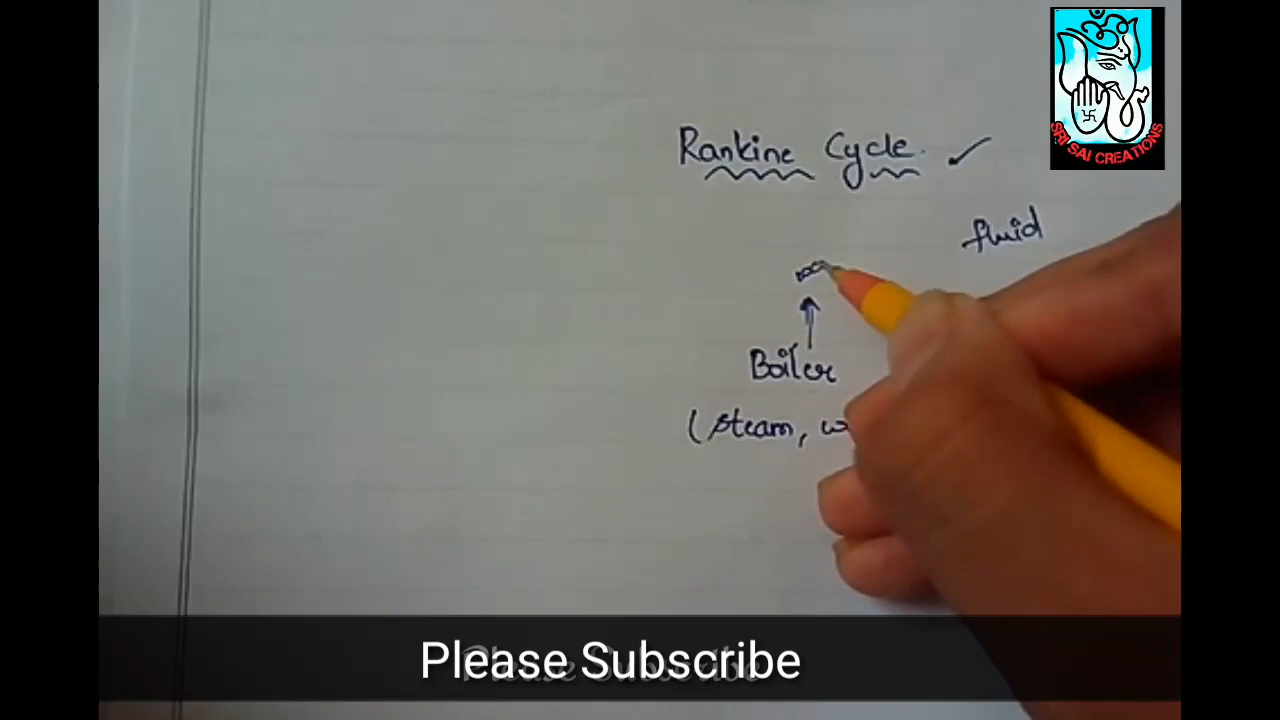 Rankine Cycle.
fluid
Boiler
(steam, w
Please Subscribe
SRI SAI CREATIONS